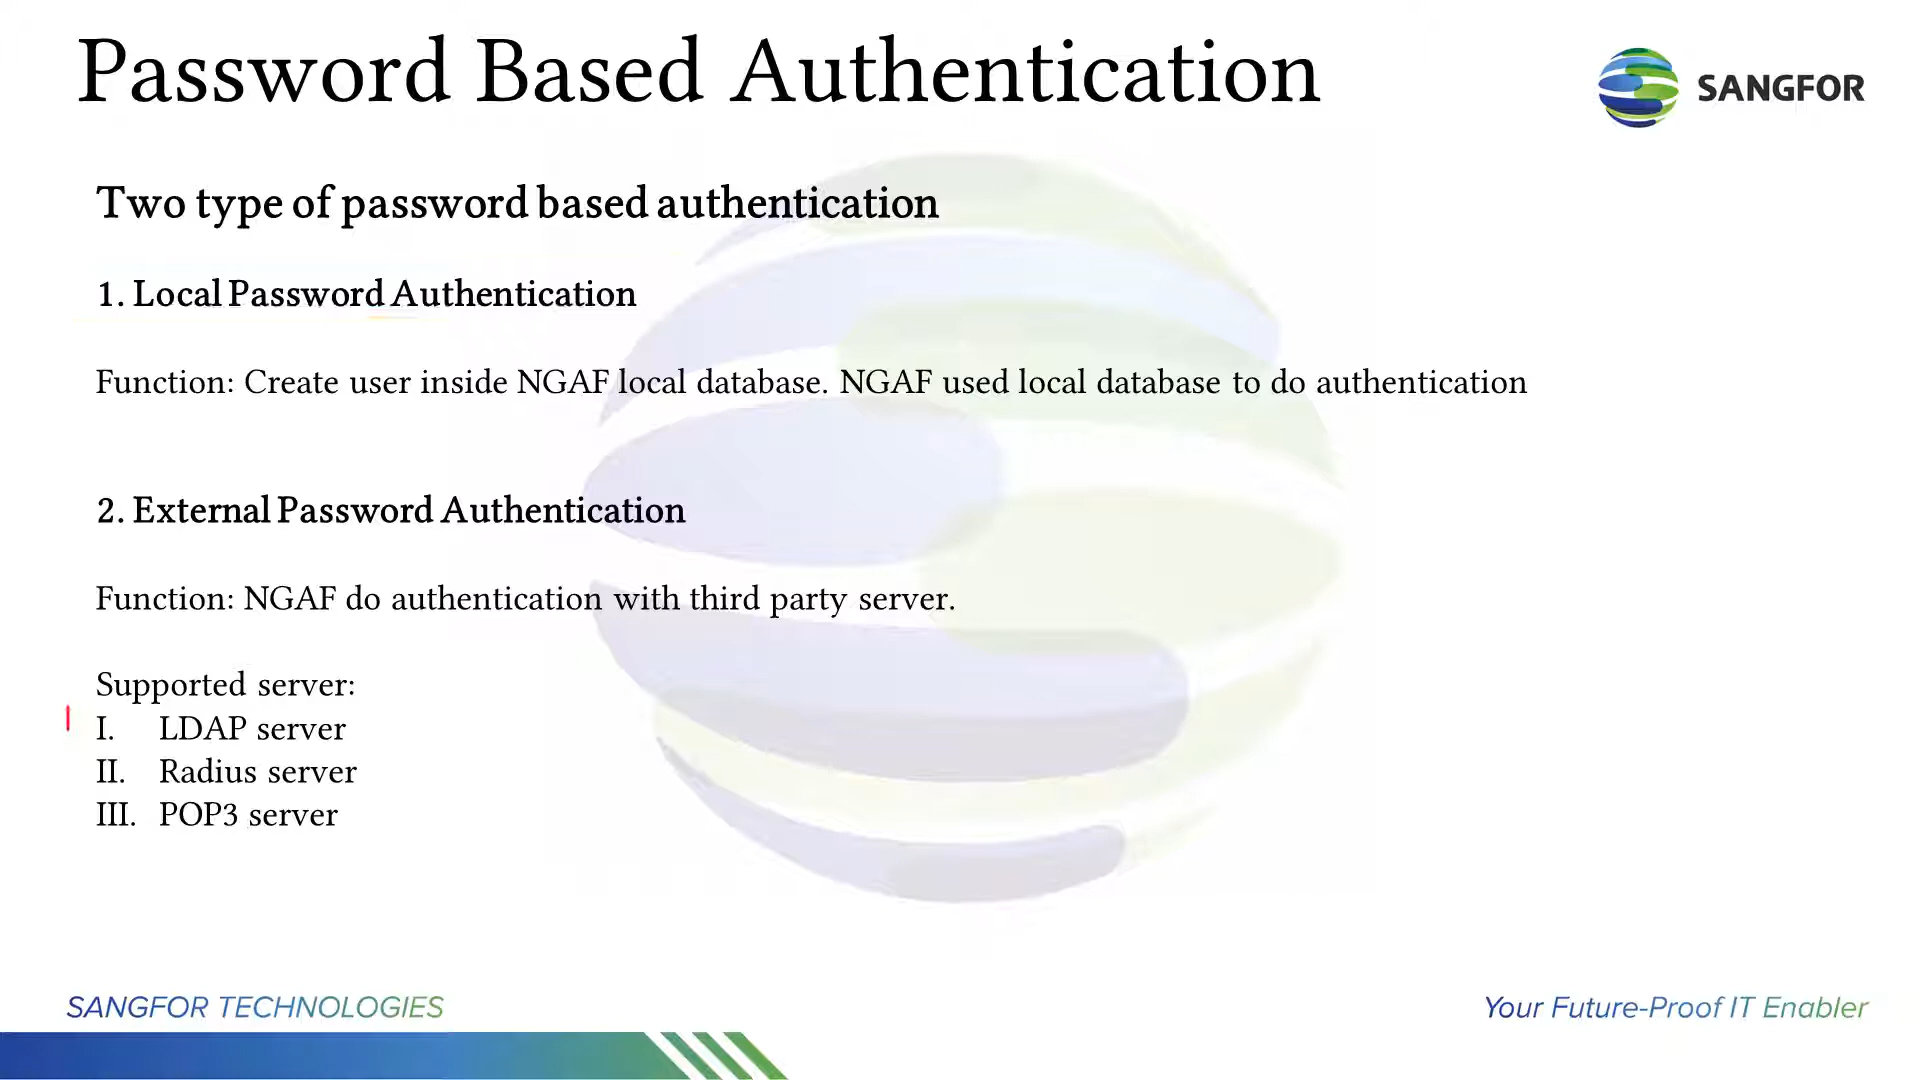 Password Based Authentication
SANGFOR
Two type of password based authentication
1. Local Password Authentication
Function: Create user inside NGAF local database. NGAF used local database to do authentication
2. External Password Authentication
Function: NGAF do authentication with third party server.
Supported server:
I. LDAP server
II. Radius server
III. POP3 server
SANGFOR TECHNOLOGIES
Your Future-Proof IT Enabler